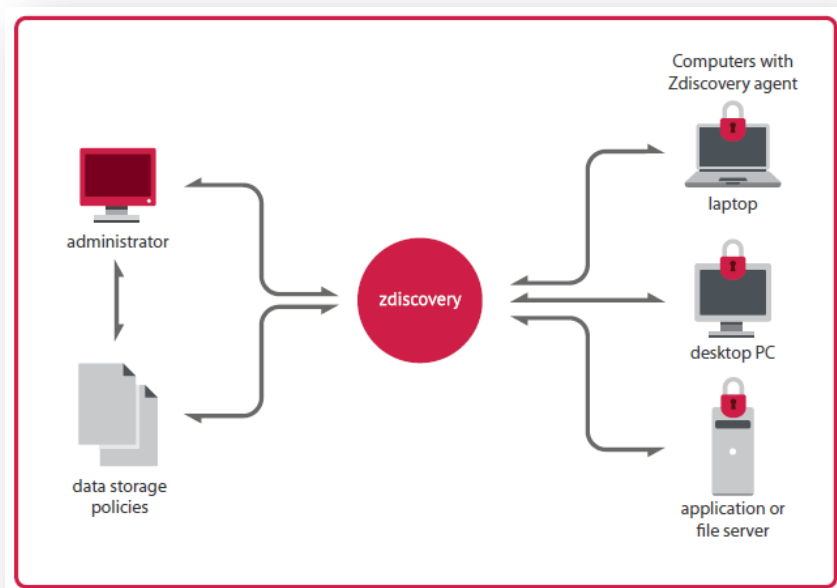 Computers with
Zdiscovery agent
administrator
laptop
zdiscovery
desktop PC
data storage
policies
application or
file server